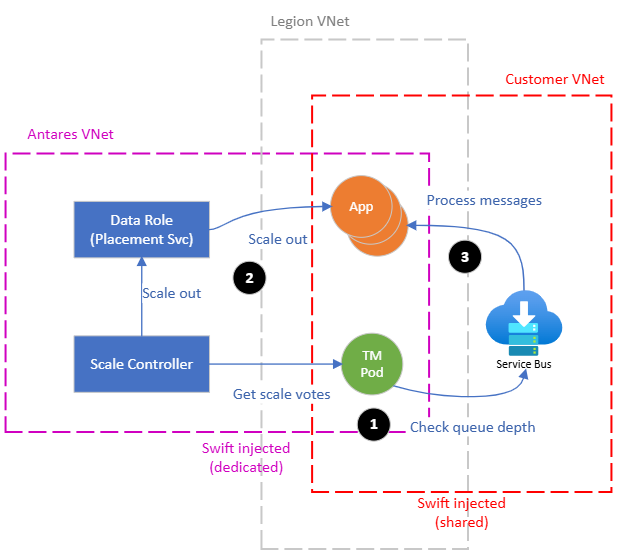 Legion VNet
Customer VNet
Antares VNet
App
Process messages
Data Role
(Placement Svc)
Scale out
3
2
Scale out
Scale Controller
TM
Pod
Service Bus
Get scale votes
1
Check queue depth
Swift injected
(dedicated)
Swift injected
(shared)